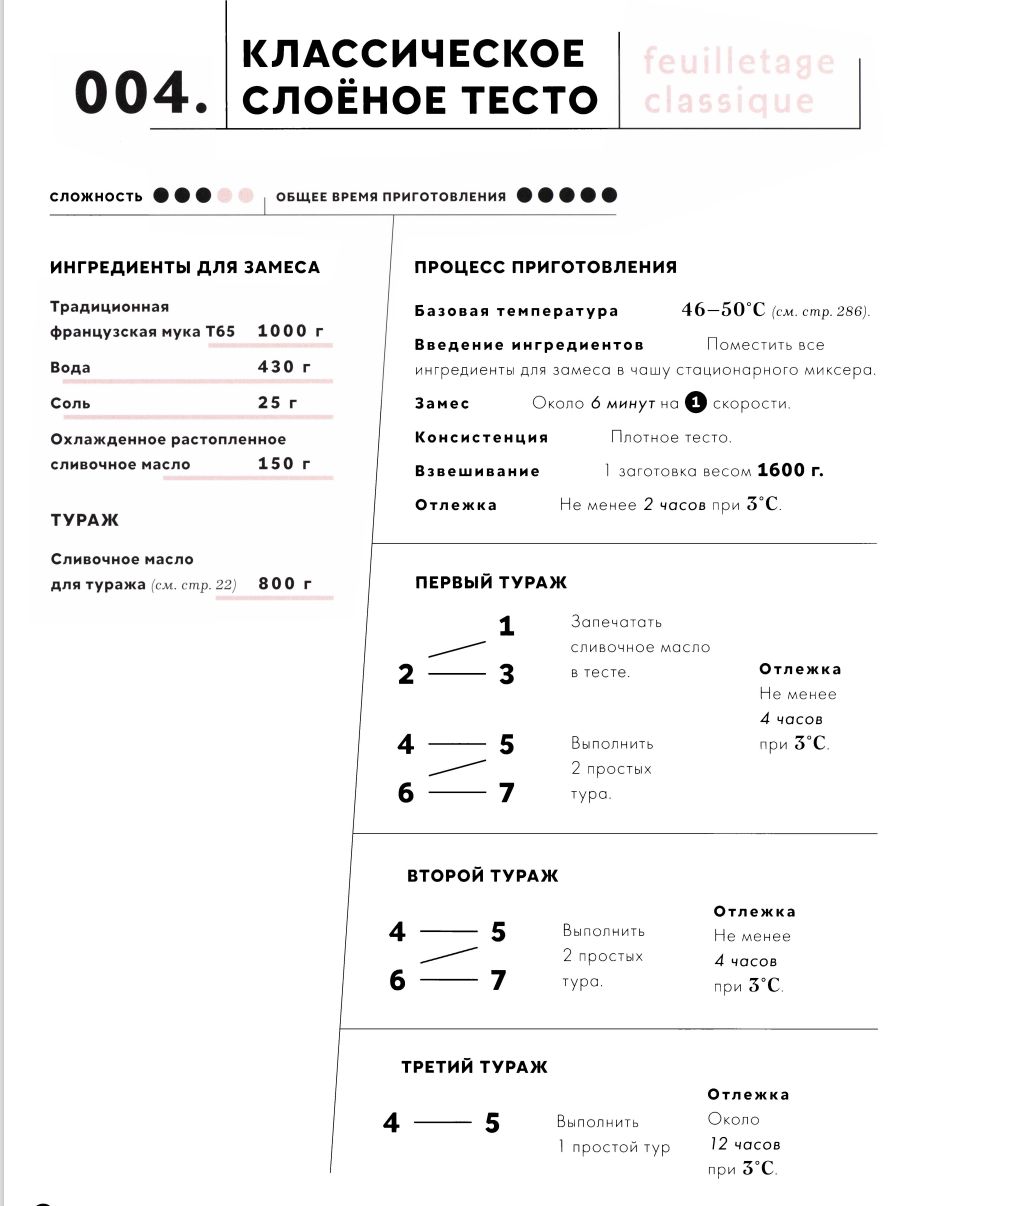 004.
КЛАССИЧЕСКОЕ
СЛОЁНОЕ ТЕСТО
feuilletage
classique
СЛОЖНОСТЬ
ОБЩЕЕ ВРЕМЯ ПРИГОТОВЛЕНИЯ
ИНГРЕДИЕНТЫ ДЛЯ ЗАМЕСА
Традиционная
французская мука Т65 1000 г
Вода 430 г
Соль 25 г
Охлажденное растопленное
сливочное масло 150 г
ТУРАЖ
Сливочное масло
для туража (см. стр. 22) 800 г
ПРОЦЕСС ПРИГОТОВЛЕНИЯ
Базовая температура 46–50°C (см. стр. 286).
Введение ингредиентов Поместить все
ингредиенты для замеса в чашу стационарного миксера.
Замес Около 6 минут на 1 скорости.
Консистенция Плотное тесто.
Взвешивание 1 заготовка весом 1600 г.
Отлежка Не менее 2 часов при 3°C.
ПЕРВЫЙ ТУРАЖ
1
2 3
Запечатать
сливочное масло
в тесте.
4 5
6 7
Выполнить
2 простых
тура.
Отлежка
Не менее
4 часов
при 3°C.
ВТОРОЙ ТУРАЖ
4 5
6 7
Выполнить
2 простых
тура.
Отлежка
Не менее
4 часов
при 3°C.
ТРЕТИЙ ТУРАЖ
4 5
Выполнить
1 простой тур
Отлежка
Около
12 часов
при 3°C.